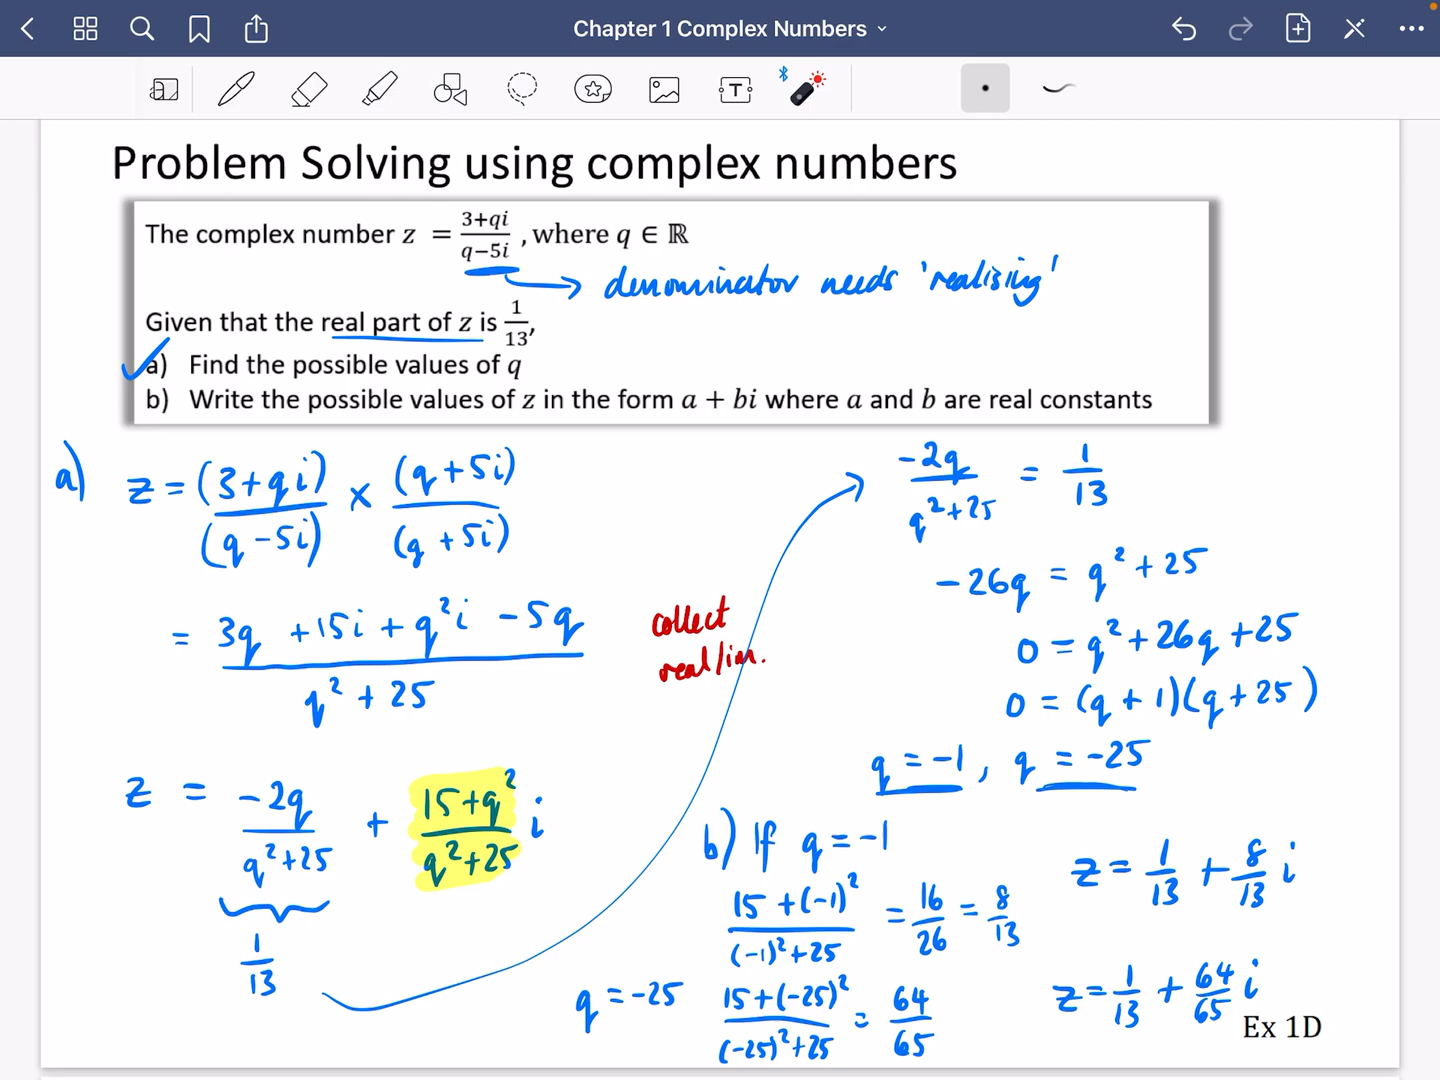 Chapter 1 Complex Numbers
Problem Solving using complex numbers
The complex number z = (3+qi)/(q−5i), where q ∈ ℝ
denominator needs 'realising'
Given that the real part of z is 1/13,
a) Find the possible values of q
b) Write the possible values of z in the form a + bi where a and b are real constants
a) z = (3+qi)/(q−5i) × (q+5i)/(q+5i)
= (3q + 15i + q²i − 5q)/(q² + 25)
collect
real/im.
z = −2q/(q²+25) + (15+q²)/(q²+25) i
1/13
−2q/(q²+25) = 1/13
−26q = q² + 25
0 = q² + 26q + 25
0 = (q + 1)(q + 25)
q = −1, q = −25
b) If q = −1
(15 + (−1)²)/((−1)² + 25) = 16/26 = 8/13
z = 1/13 + 8/13 i
q = −25 (15 + (−25)²)/((−25)² + 25) = 64/65
z = 1/13 + 64/65 i
Ex 1D